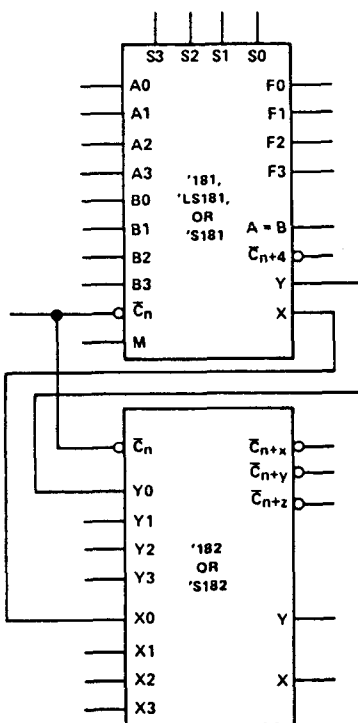 S3 S2 S1 S0
A0 F0
A1 F1
A2 F2
A3 F3
'181,
'LS181,
OR
'S181
B0
B1 A = B
B2 C̅n+4
B3 Y
C̅n X
M
C̅n C̅n+x
C̅n+y
Y0 C̅n+z
Y1
Y2
'182
OR
'S182
Y3
X0 Y
X1
X2 X
X3